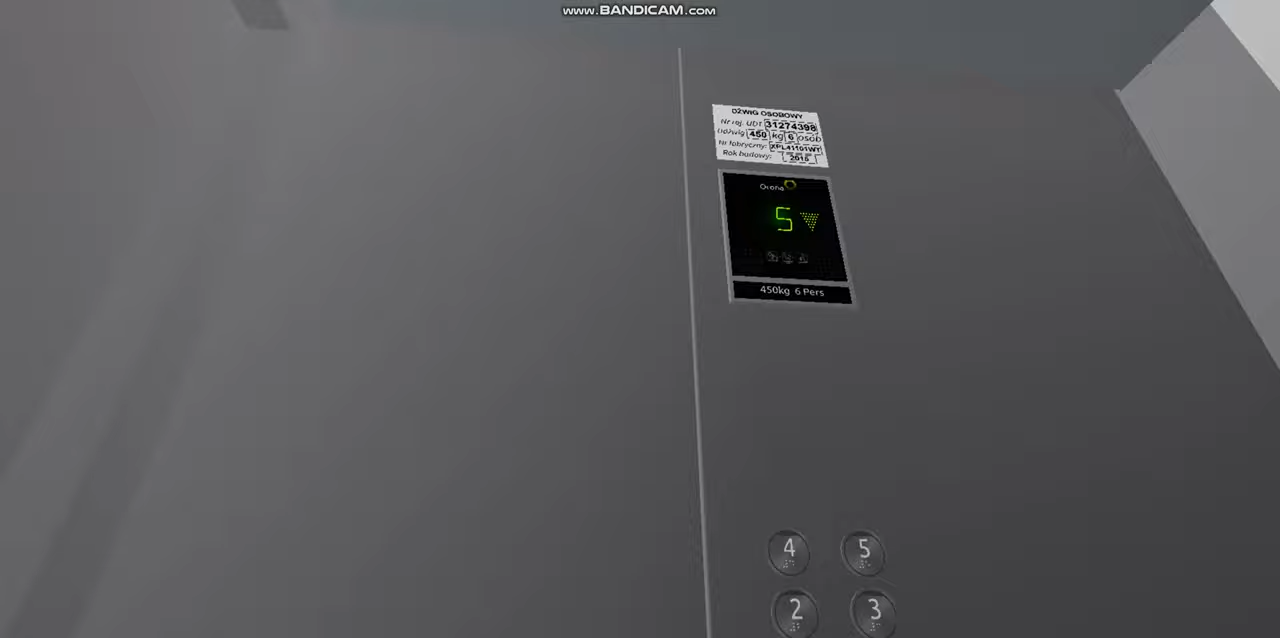 www.BANDICAM.com
DŹWIG OSOBOWY
Nr rej. UDT 31274398
Udźwig 450 kg 6 osób
Nr fabryczny: XPL41101WT
Rok budowy: 2015
Orona
5
450kg 6 Pers
4 5
2 3